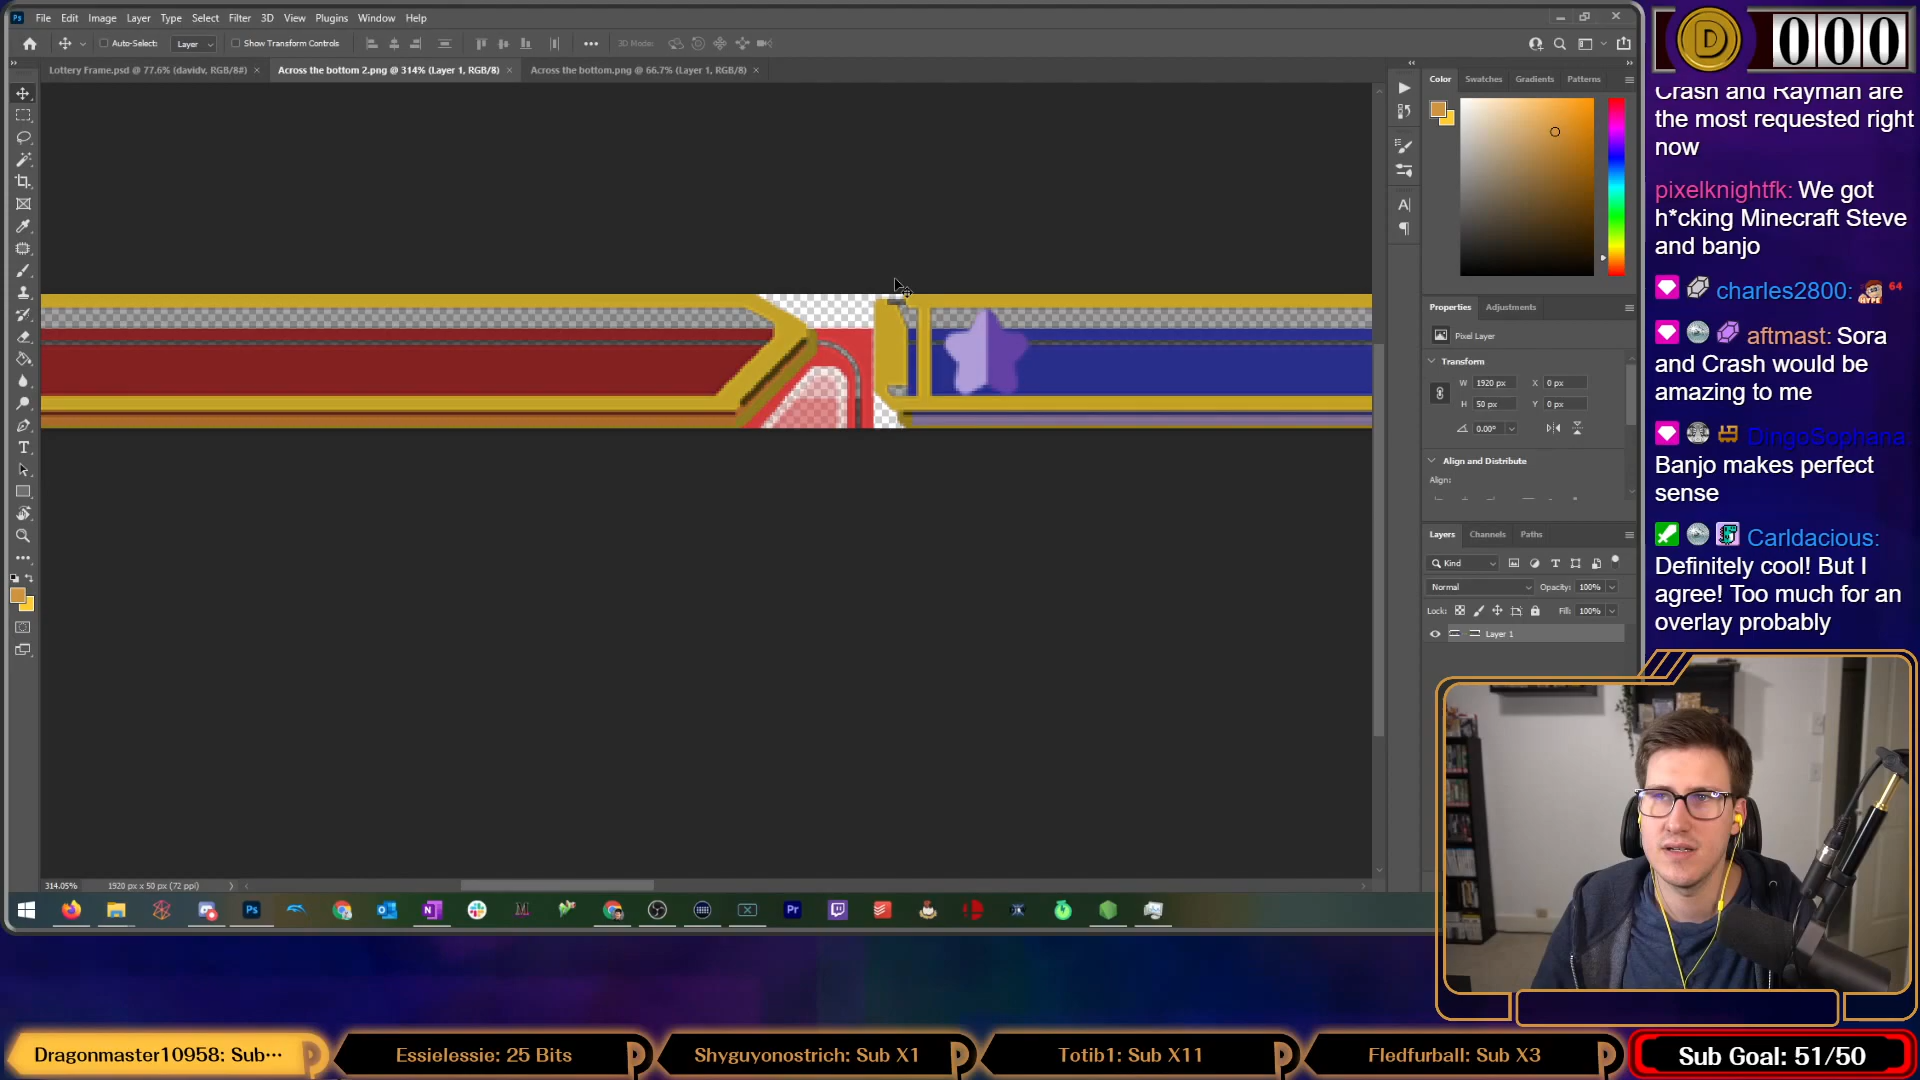 File Edit Image Layer Type Select Filter 3D View Plugins Window Help
Auto-Select: Layer Show Transform Controls 3D Mode:
Lottery Frame.psd @ 77.6% (davidv, RGB/8#) × Across the bottom 2.png @ 314% (Layer 1, RGB/8) × Across the bottom.png @ 66.7% (Layer 1, RGB/8) ×
Color Swatches Gradients Patterns
Properties Adjustments
Pixel Layer
Transform
W 1920 px X 0 px
H 50 px Y 0 px
0.00°
Align and Distribute
Align:
Layers Channels Paths
Kind
Normal Opacity: 100%
Lock: Fill: 100%
Layer 1
314.05% 1920 px x 50 px (72 ppi)
D 000
Crash and Rayman are
the most requested right
now
pixelknightfk: We got
h*cking Minecraft Steve
and banjo
charles2800: 64
aftmast: Sora
and Crash would be
amazing to me
DingoSophana:
Banjo makes perfect
sense
Carldacious:
Definitely cool! But I
agree! Too much for an
overlay probably
Dragonmaster10958: Sub… Essielessie: 25 Bits Shyguyonostrich: Sub X1 Totib1: Sub X11 Fledfurball: Sub X3 Sub Goal: 51/50